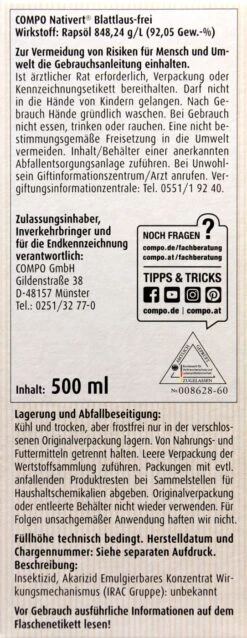 COMPO Nativert® Blattlaus-frei
Wirkstoff: Rapsöl 848,24 g/L (92,05 Gew.-%)
Zur Vermeidung von Risiken für Mensch und Um-
welt die Gebrauchsanleitung einhalten.
Ist ärztlicher Rat erforderlich, Verpackung oder
Kennzeichnungsetikett bereithalten. Darf nicht
in die Hände von Kindern gelangen. Nach Ge-
brauch Hände gründlich waschen. Bei Gebrauch
nicht essen, trinken oder rauchen. Eine nicht be-
stimmungsgemäße Freisetzung in die Umwelt
vermeiden. Inhalt/Behälter einer anerkannten
Abfallentsorgungsanlage zuführen. Bei Unwohl-
sein Giftinformationszentrum/Arzt anrufen. Ver-
giftungsinformationzentrale: Tel. 0551/1 92 40.
Zulassungsinhaber,
Inverkehrbringer und
für die Endkennzeichnung
verantwortlich:
COMPO GmbH
Gildenstraße 38
D-48157 Münster
Tel.: 0251/32 77-0
NOCH FRAGEN ?
compo.de/fachberatung
compo.at/fachberatung
TIPPS & TRICKS
compo.de | compo.at
GEPRÜFT
ZUGELASSEN
№ 008628-60
Inhalt: 500 ml
Lagerung und Abfallbeseitigung:
Kühl und trocken, aber frostfrei nur in der verschlos-
senen Originalverpackung lagern. Von Nahrungs- und
Futtermitteln getrennt halten. Leere Verpackung der
Wertstoffsammlung zuführen. Packungen mit evtl.
anfallenden Produktresten bei Sammelstellen für
Haushaltschemikalien abgeben. Originalverpackung
oder entleerte Behälter nicht wieder verwenden. Für
Folgen unsachgemäßer Anwendung haften wir nicht.
Füllhöhe technisch bedingt. Herstelldatum und
Chargennummer: Siehe separaten Aufdruck.
Beschreibung:
Insektizid, Akarizid Emulgierbares Konzentrat Wir-
kungsmechanismus (IRAC Gruppe): unbekannt
Vor Gebrauch ausführliche Informationen auf dem
Flaschenetikett lesen!